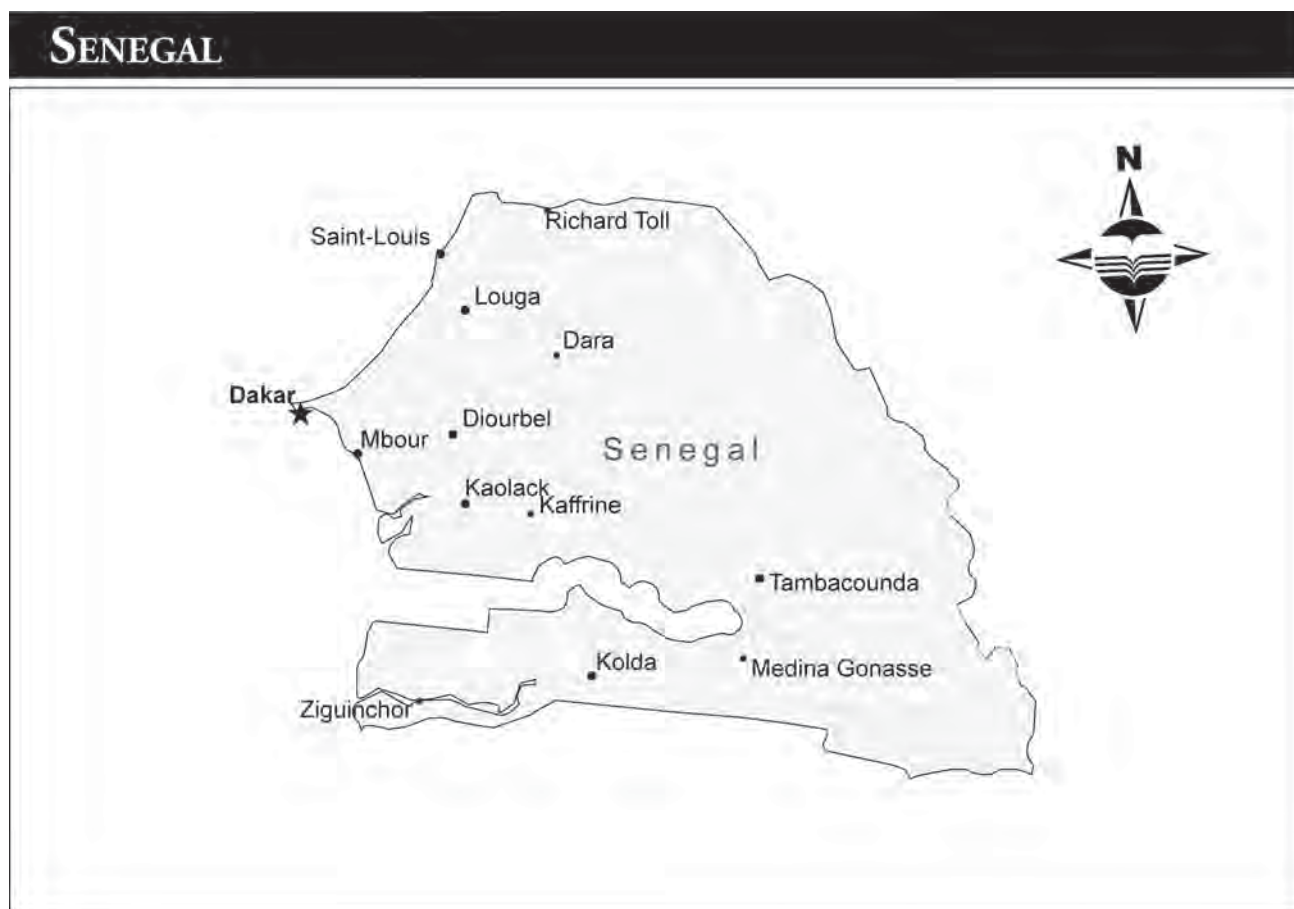 SENEGAL
N
Richard Toll
Saint-Louis
Louga
Dara
Dakar
Diourbel
Mbour
Senegal
Kaolack
Kaffrine
Tambacounda
Kolda
Medina Gonasse
Ziguinchor